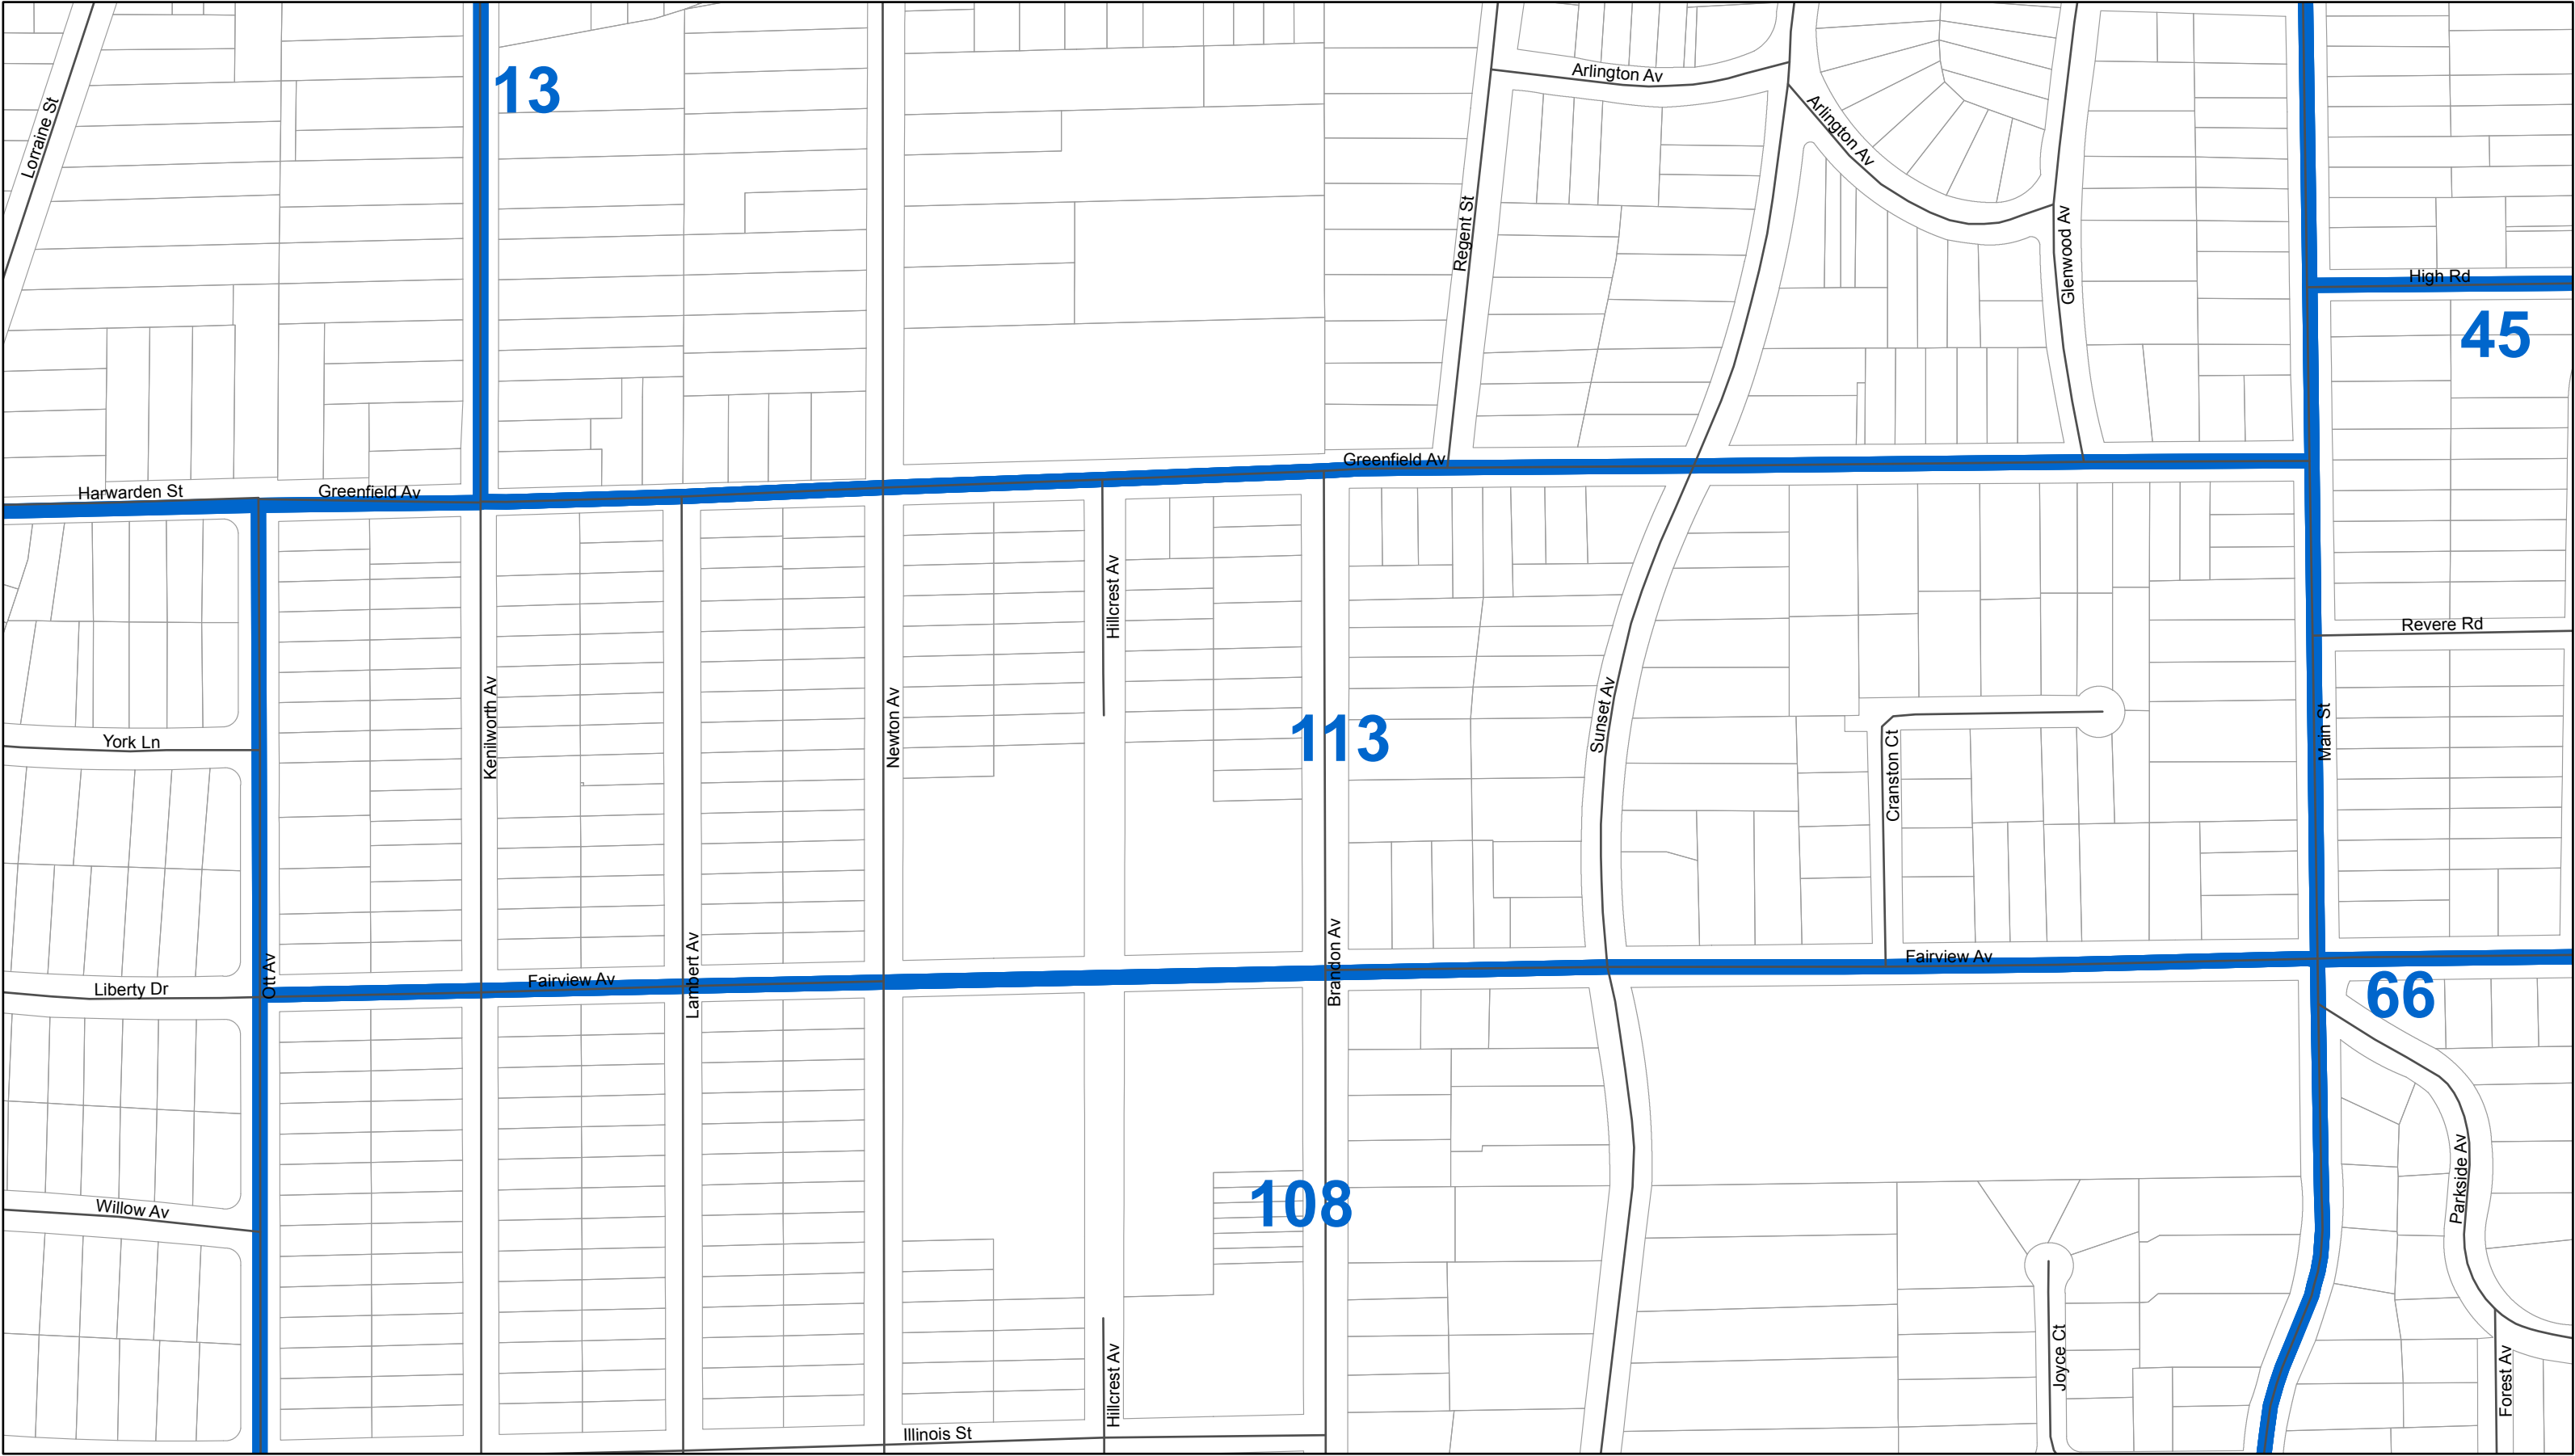 13
Arlington Av
Arlington Av
Lorraine St
Regent St
Glenwood Av
High Rd
45
Greenfield Av
Harwarden St
Greenfield Av
Hillcrest Av
Revere Rd
Kenilworth Av
Newton Av
113
Sunset Av
Main St
York Ln
Cranston Ct
Ott Av
Lambert Av
Brandon Av
Fairview Av
Fairview Av
Liberty Dr
66
Parkside Av
108
Willow Av
Hillcrest Av
Joyce Ct
Forest Av
Illinois St